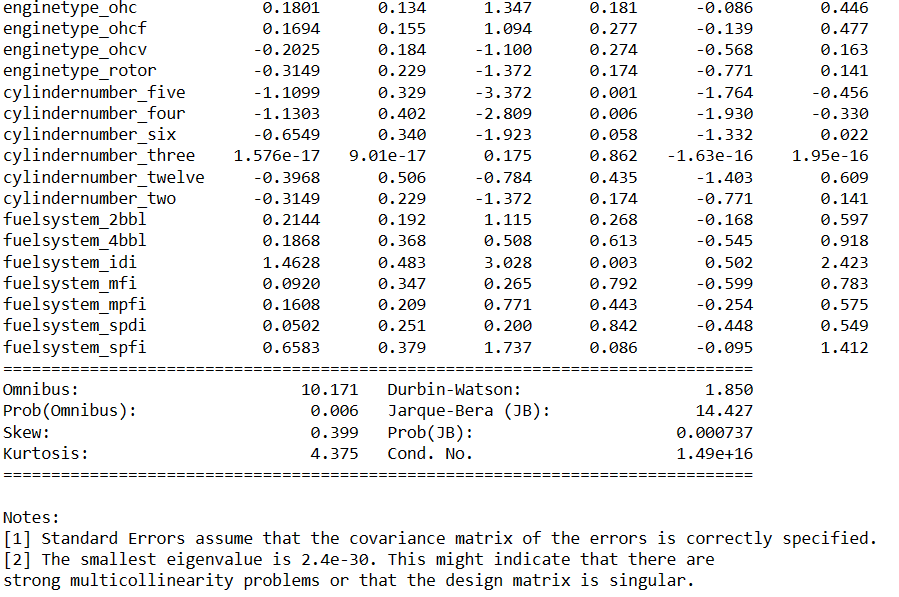 enginetype_ohc 0.1801 0.134 1.347 0.181 -0.086 0.446
enginetype_ohcf 0.1694 0.155 1.094 0.277 -0.139 0.477
enginetype_ohcv -0.2025 0.184 -1.100 0.274 -0.568 0.163
enginetype_rotor -0.3149 0.229 -1.372 0.174 -0.771 0.141
cylindernumber_five -1.1099 0.329 -3.372 0.001 -1.764 -0.456
cylindernumber_four -1.1303 0.402 -2.809 0.006 -1.930 -0.330
cylindernumber_six -0.6549 0.340 -1.923 0.058 -1.332 0.022
cylindernumber_three 1.576e-17 9.01e-17 0.175 0.862 -1.63e-16 1.95e-16
cylindernumber_twelve -0.3968 0.506 -0.784 0.435 -1.403 0.609
cylindernumber_two -0.3149 0.229 -1.372 0.174 -0.771 0.141
fuelsystem_2bbl 0.2144 0.192 1.115 0.268 -0.168 0.597
fuelsystem_4bbl 0.1868 0.368 0.508 0.613 -0.545 0.918
fuelsystem_idi 1.4628 0.483 3.028 0.003 0.502 2.423
fuelsystem_mfi 0.0920 0.347 0.265 0.792 -0.599 0.783
fuelsystem_mpfi 0.1608 0.209 0.771 0.443 -0.254 0.575
fuelsystem_spdi 0.0502 0.251 0.200 0.842 -0.448 0.549
fuelsystem_spfi 0.6583 0.379 1.737 0.086 -0.095 1.412
==============================================================================
Omnibus: 10.171 Durbin-Watson: 1.850
Prob(Omnibus): 0.006 Jarque-Bera (JB): 14.427
Skew: 0.399 Prob(JB): 0.000737
Kurtosis: 4.375 Cond. No. 1.49e+16
==============================================================================
Notes:
[1] Standard Errors assume that the covariance matrix of the errors is correctly specified.
[2] The smallest eigenvalue is 2.4e-30. This might indicate that there are
strong multicollinearity problems or that the design matrix is singular.